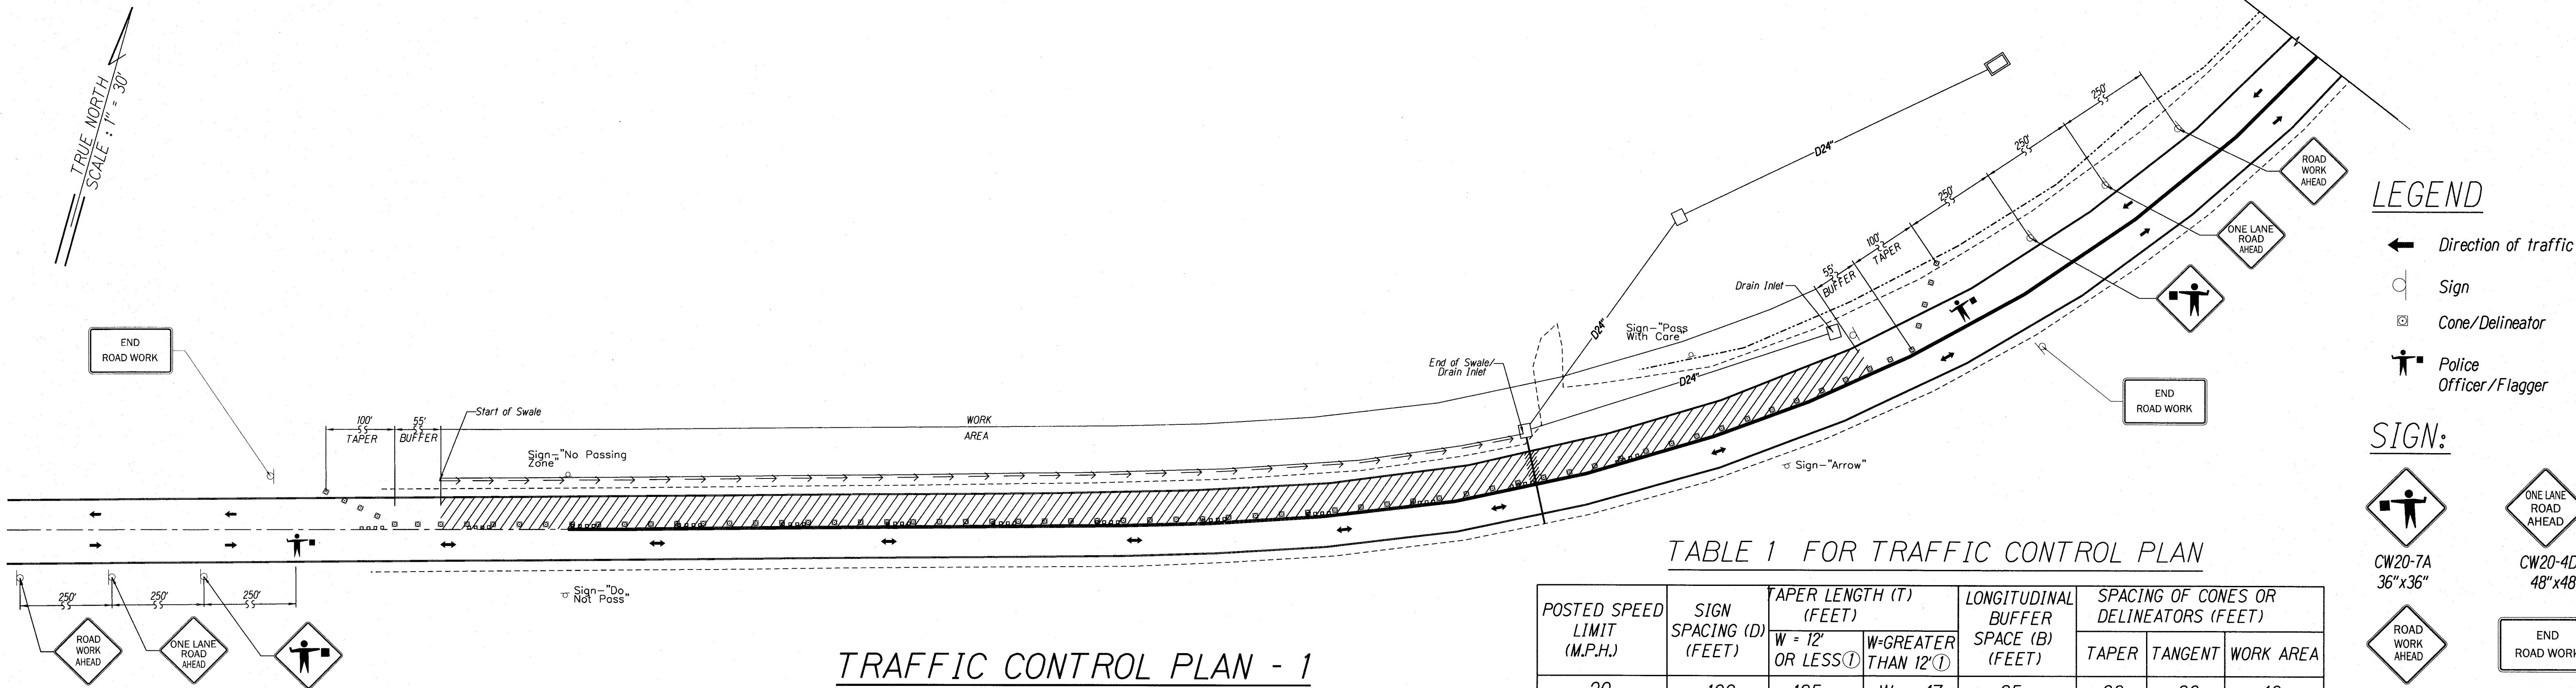 TRUE NORTH
SCALE : 1" = 30'
END
ROAD WORK
100'
TAPER
55'
BUFFER
Start of Swale
WORK
AREA
Sign-"No Passing
Zone"
250'
250'
250'
ROAD
WORK
AHEAD
ONE LANE
ROAD
AHEAD
Sign-"Do
Not Pass"
TRAFFIC CONTROL PLAN - 1
End of Swale/
Drain Inlet
D24"
D24"
D24"
Sign-"Pass
With Care"
Drain Inlet
55'
BUFFER
100'
TAPER
250'
250'
250'
ROAD
WORK
AHEAD
ONE LANE
ROAD
AHEAD
END
ROAD WORK
Sign-"Arrow"
LEGEND
Direction of traffic
Sign
Cone/Delineator
Police
Officer/Flagger
SIGN:
CW20-7A
36"x36"
ONE LANE
ROAD
AHEAD
CW20-4D
48"x48
ROAD
WORK
AHEAD
END
ROAD WORK
TABLE 1 FOR TRAFFIC CONTROL PLAN
POSTED SPEED
LIMIT
(M.P.H.)
SIGN
SPACING (D)
(FEET)
TAPER LENGTH (T)
(FEET)
W = 12'
OR LESS①
W=GREATER
THAN 12'①
LONGITUDINAL
BUFFER
SPACE (B)
(FEET)
SPACING OF CONES OR
DELINEATORS (FEET)
TAPER
TANGENT
WORK AREA